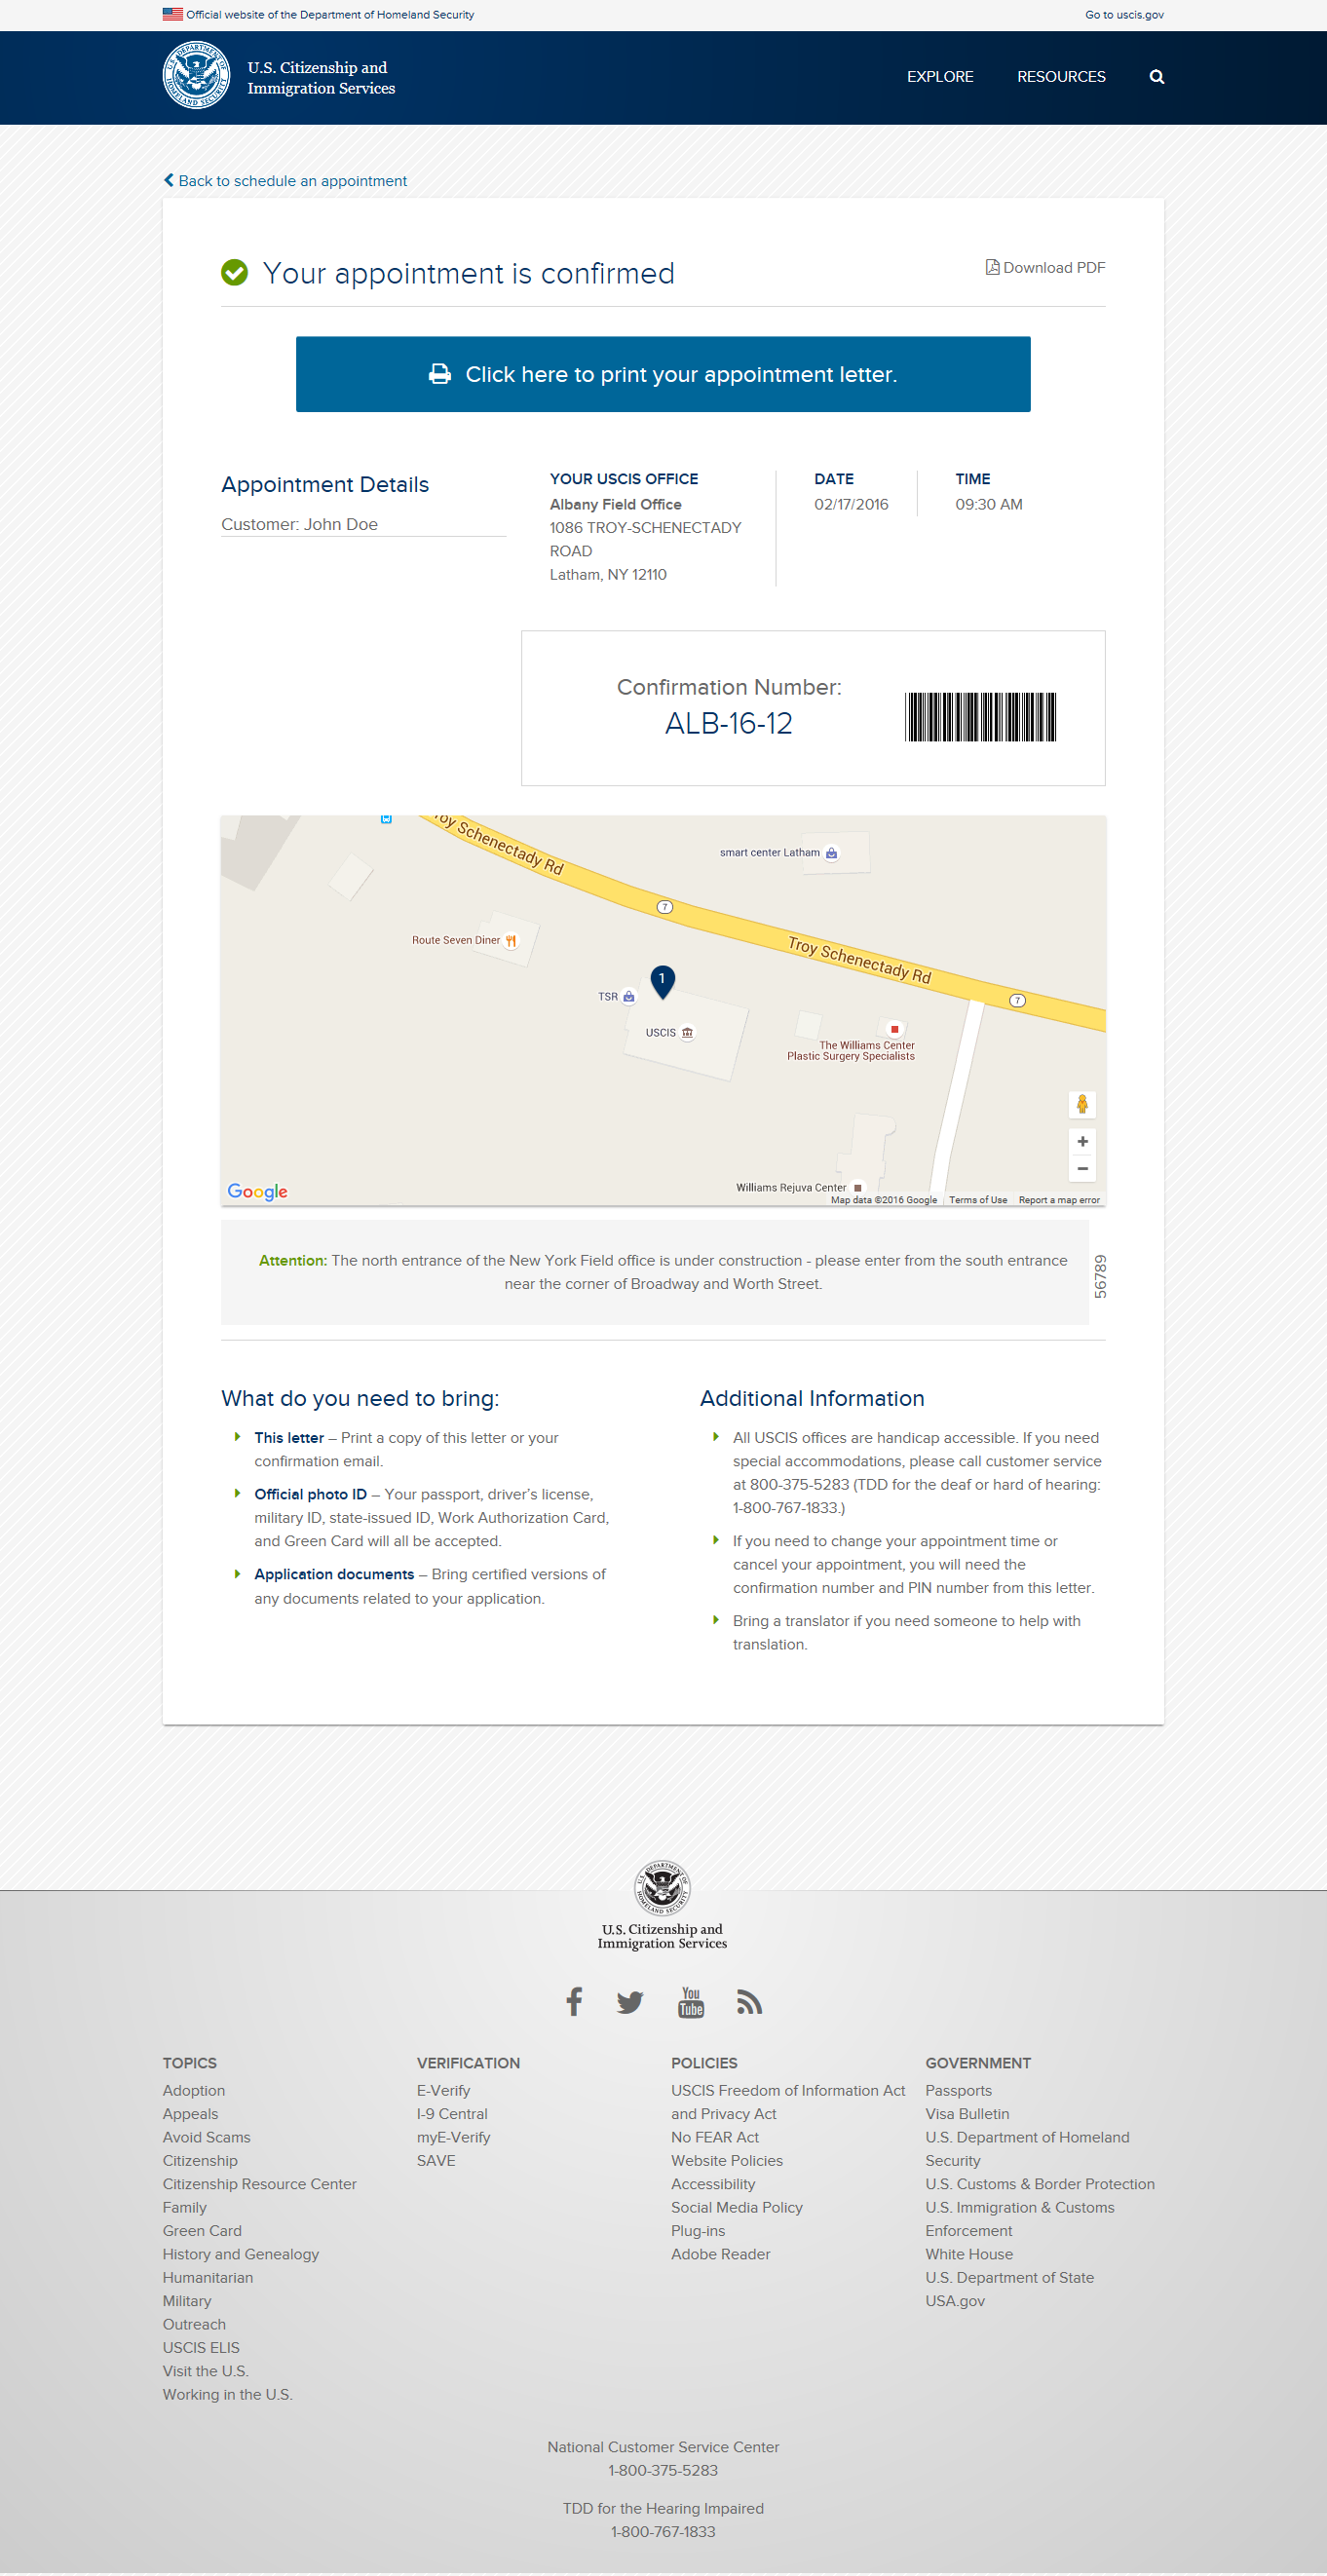 Official website of the Department of Homeland Security
Go to uscis.gov
U.S. Citizenship and
Immigration Services
EXPLORE
RESOURCES
Back to schedule an appointment
Your appointment is confirmed
Download PDF
Click here to print your appointment letter.
Appointment Details
Customer: John Doe
YOUR USCIS OFFICE
Albany Field Office
1086 TROY-SCHENECTADY
ROAD
Latham, NY 12110
DATE
02/17/2016
TIME
09:30 AM
Confirmation Number:
ALB-16-12
Troy Schenectady Rd
smart center Latham
7
Route Seven Diner
Troy Schenectady Rd
1
TSR
7
USCIS
The Williams Center
Plastic Surgery Specialists
Williams Rejuva Center
Google
Map data ©2016 Google
Terms of Use
Report a map error
Attention: The north entrance of the New York Field office is under construction - please enter from the south entrance
near the corner of Broadway and Worth Street.
56789
What do you need to bring:
This letter – Print a copy of this letter or your
confirmation email.
Official photo ID – Your passport, driver's license,
military ID, state-issued ID, Work Authorization Card,
and Green Card will all be accepted.
Application documents – Bring certified versions of
any documents related to your application.
Additional Information
All USCIS offices are handicap accessible. If you need
special accommodations, please call customer service
at 800-375-5283 (TDD for the deaf or hard of hearing:
1-800-767-1833.)
If you need to change your appointment time or
cancel your appointment, you will need the
confirmation number and PIN number from this letter.
Bring a translator if you need someone to help with
translation.
U.S. Citizenship and
Immigration Services
You
Tube
TOPICS
Adoption
Appeals
Avoid Scams
Citizenship
Citizenship Resource Center
Family
Green Card
History and Genealogy
Humanitarian
Military
Outreach
USCIS ELIS
Visit the U.S.
Working in the U.S.
VERIFICATION
E-Verify
I-9 Central
myE-Verify
SAVE
POLICIES
USCIS Freedom of Information Act
and Privacy Act
No FEAR Act
Website Policies
Accessibility
Social Media Policy
Plug-ins
Adobe Reader
GOVERNMENT
Passports
Visa Bulletin
U.S. Department of Homeland
Security
U.S. Customs & Border Protection
U.S. Immigration & Customs
Enforcement
White House
U.S. Department of State
USA.gov
National Customer Service Center
1-800-375-5283
TDD for the Hearing Impaired
1-800-767-1833